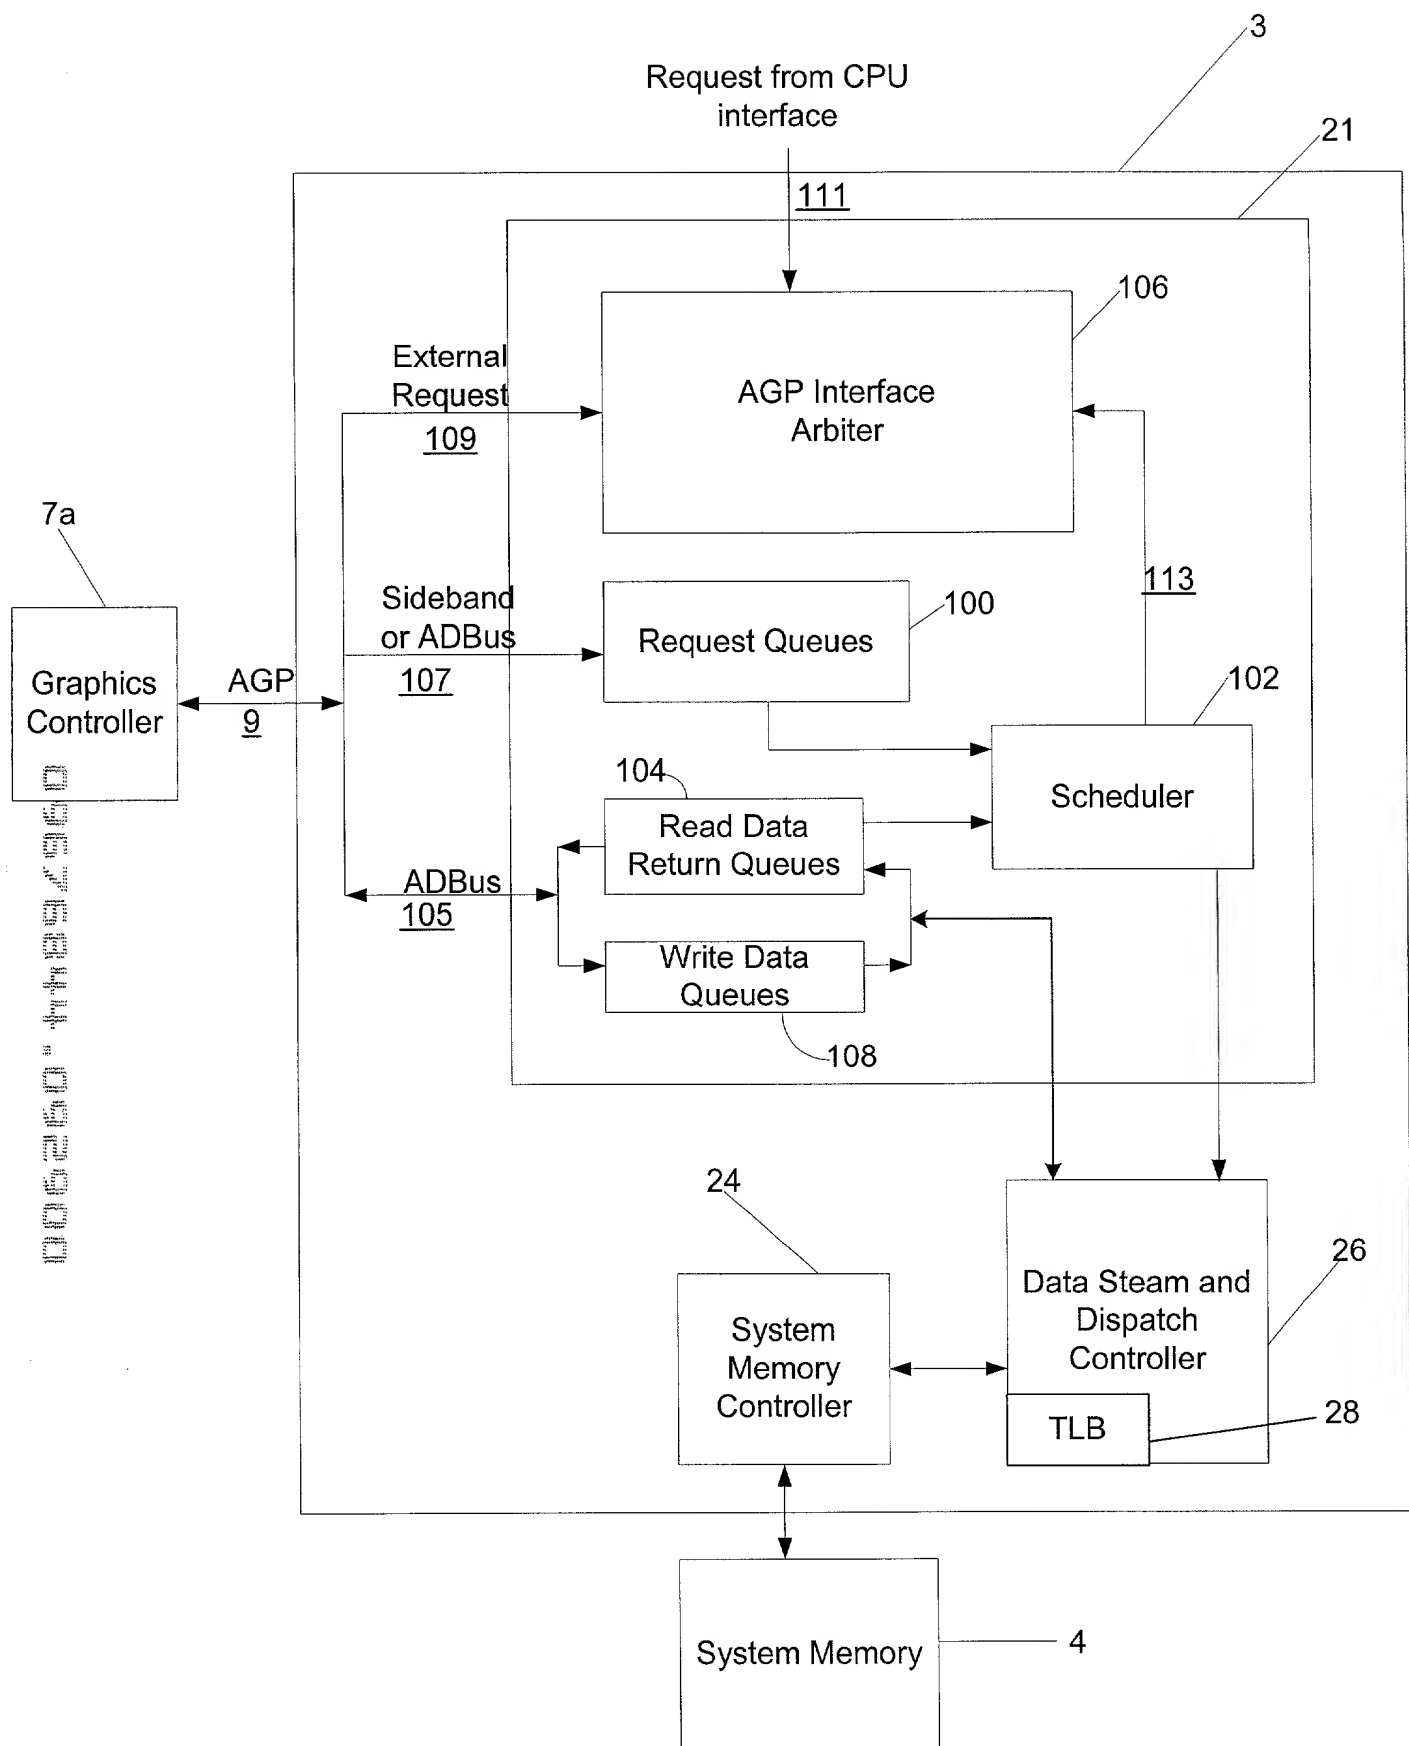 3
Request from CPU
interface
21
111
106
External
Request
109
AGP Interface
Arbiter
7a
113
Sideband
or ADBus
107
100
Request Queues
Graphics
Controller
AGP
9
102
104
Scheduler
Read Data
Return Queues
ADBus
105
Write Data
Queues
108
24
26
Data Steam and
Dispatch
Controller
System
Memory
Controller
28
TLB
System Memory
4